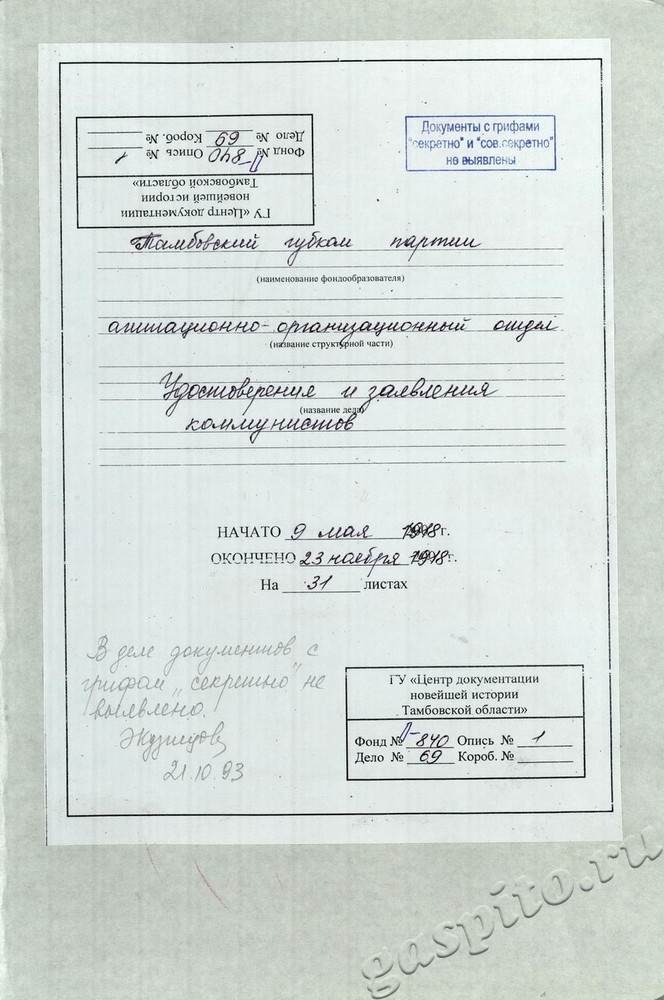 Документы с грифами
"секретно" и "сов.секретно"
не выявлены
ГУ «Центр документации
новейшей истории
Тамбовской области»
Фонд № П-840 Опись № 1
Дело № 69 Короб. №
Тамбовский губком партии
(наименование фондообразователя)
агитационно-организационный отдел
(название структурной части)
Удостоверения и заявления
(название дела)
коммунистов
НАЧАТО 9 мая 1918 г.
ОКОНЧЕНО 23 ноября 1918 г.
На 31 листах
В деле документов с
грифом „секретно" не
выявлено.
21.10.93
ГУ «Центр документации
новейшей истории
Тамбовской области»
Фонд № П-840 Опись № 1
Дело № 69 Короб. №
gaspito.ru